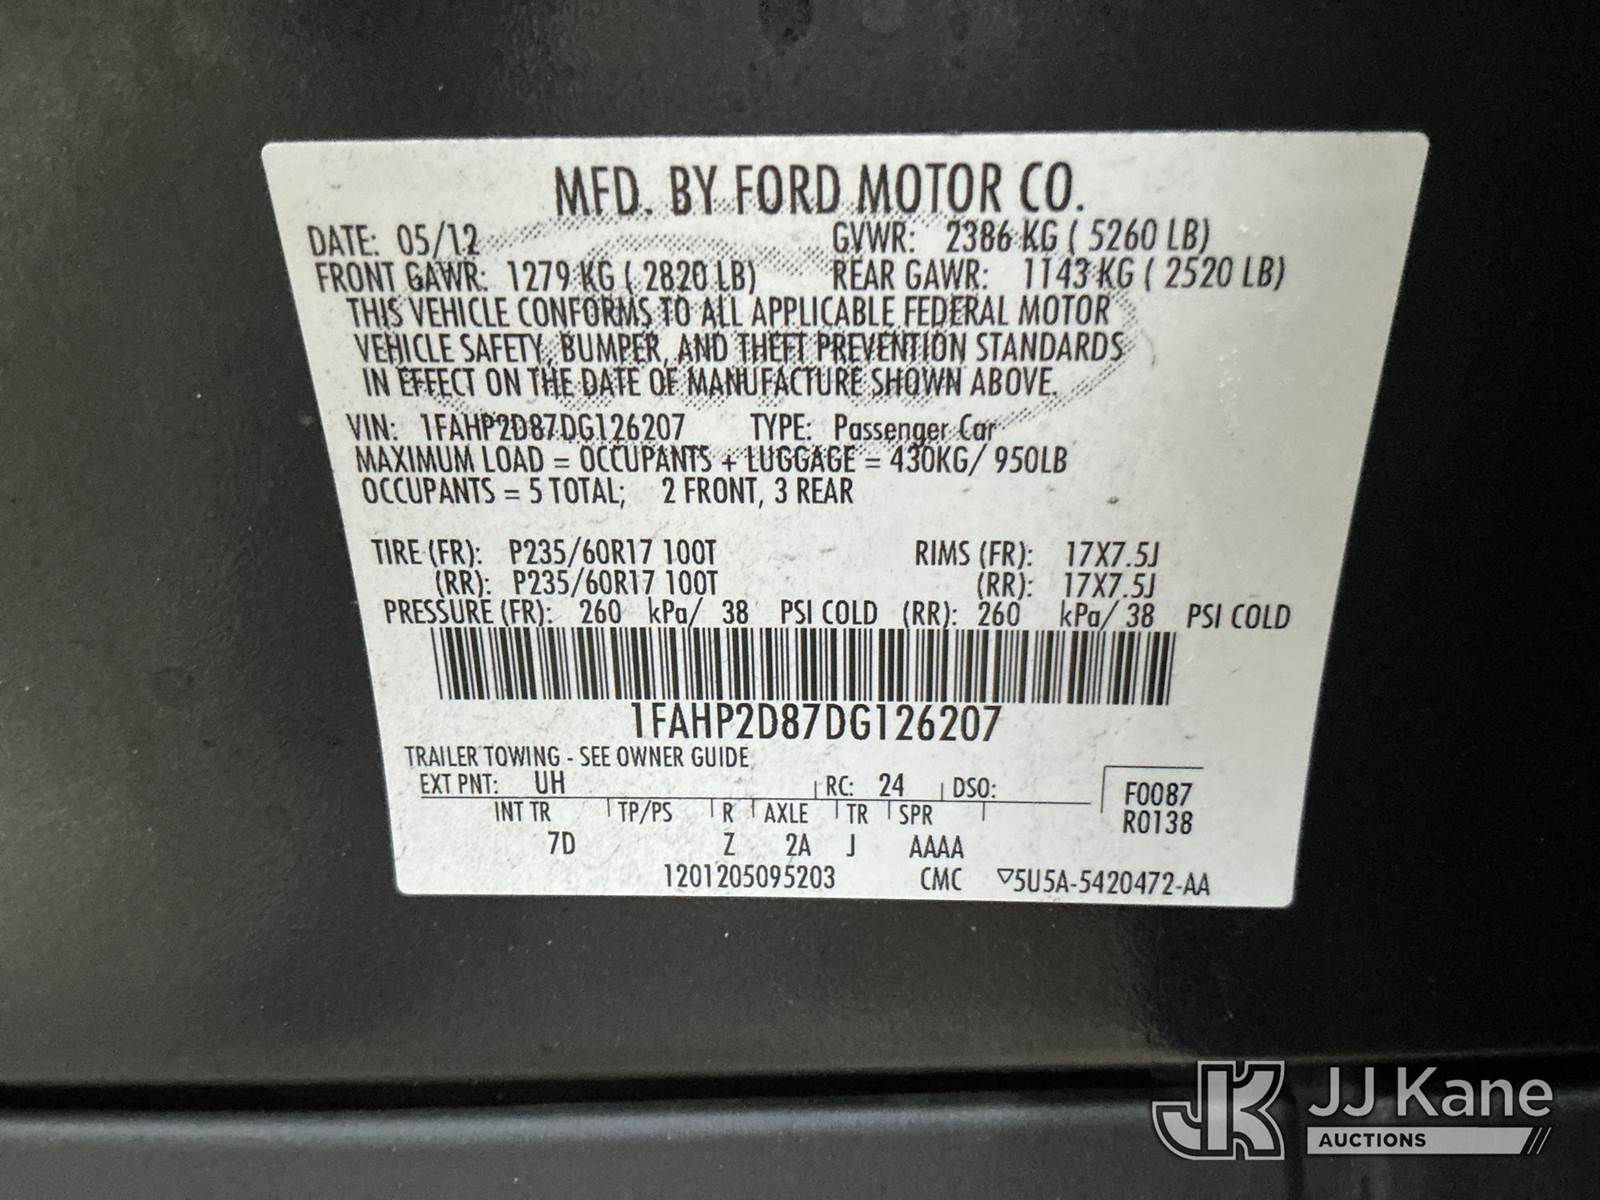 MFD. BY FORD MOTOR CO.
DATE: 05/12 GVWR: 2386 KG ( 5260 LB)
FRONT GAWR: 1279 KG ( 2820 LB) REAR GAWR: 1143 KG ( 2520 LB)
THIS VEHICLE CONFORMS TO ALL APPLICABLE FEDERAL MOTOR
VEHICLE SAFETY, BUMPER, AND THEFT PREVENTION STANDARDS
IN EFFECT ON THE DATE OF MANUFACTURE SHOWN ABOVE.
VIN: 1FAHP2D87DG126207 TYPE: Passenger Car
MAXIMUM LOAD = OCCUPANTS + LUGGAGE = 430KG/ 950LB
OCCUPANTS = 5 TOTAL; 2 FRONT, 3 REAR
TIRE (FR): P235/60R17 100T RIMS (FR): 17X7.5J
(RR): P235/60R17 100T (RR): 17X7.5J
PRESSURE (FR): 260 kPa/ 38 PSI COLD (RR): 260 kPa/ 38 PSI COLD
1FAHP2D87DG126207
TRAILER TOWING - SEE OWNER GUIDE
EXT PNT: UH RC: 24 DSO: F0087
INT TR TP/PS R AXLE TR SPR R0138
7D Z 2A J AAAA
1201205095203 CMC ▽5U5A-5420472-AA
JK JJ Kane
AUCTIONS